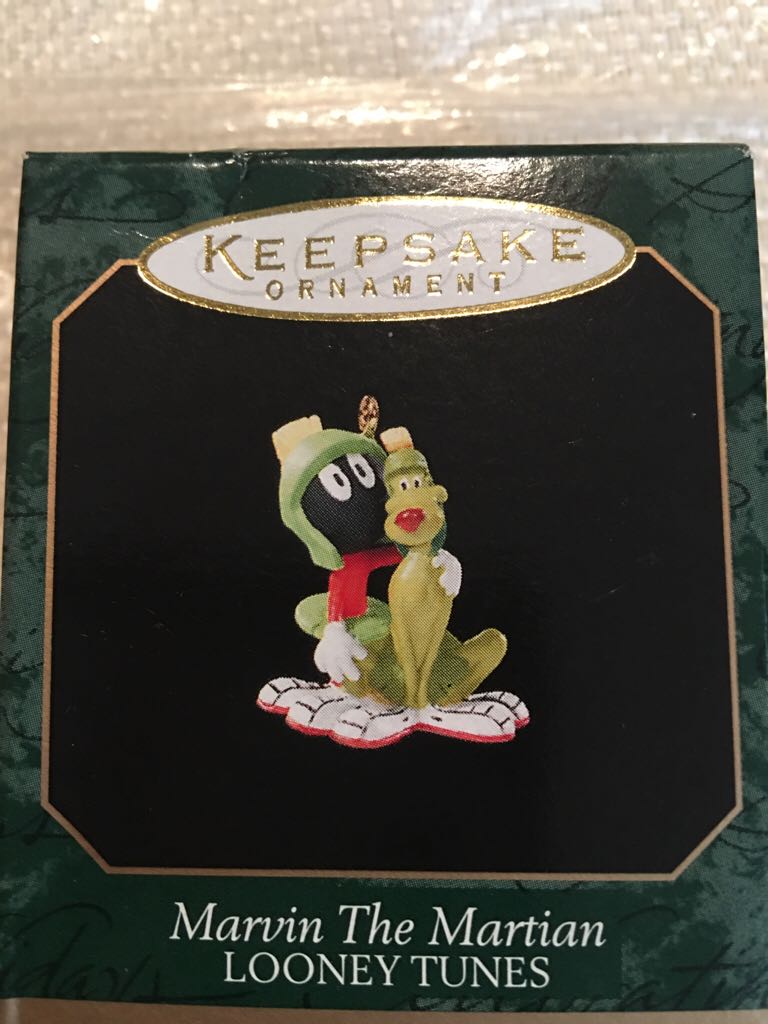 KEEPSAKE
ORNAMENT
Marvin The Martian
LOONEY TUNES